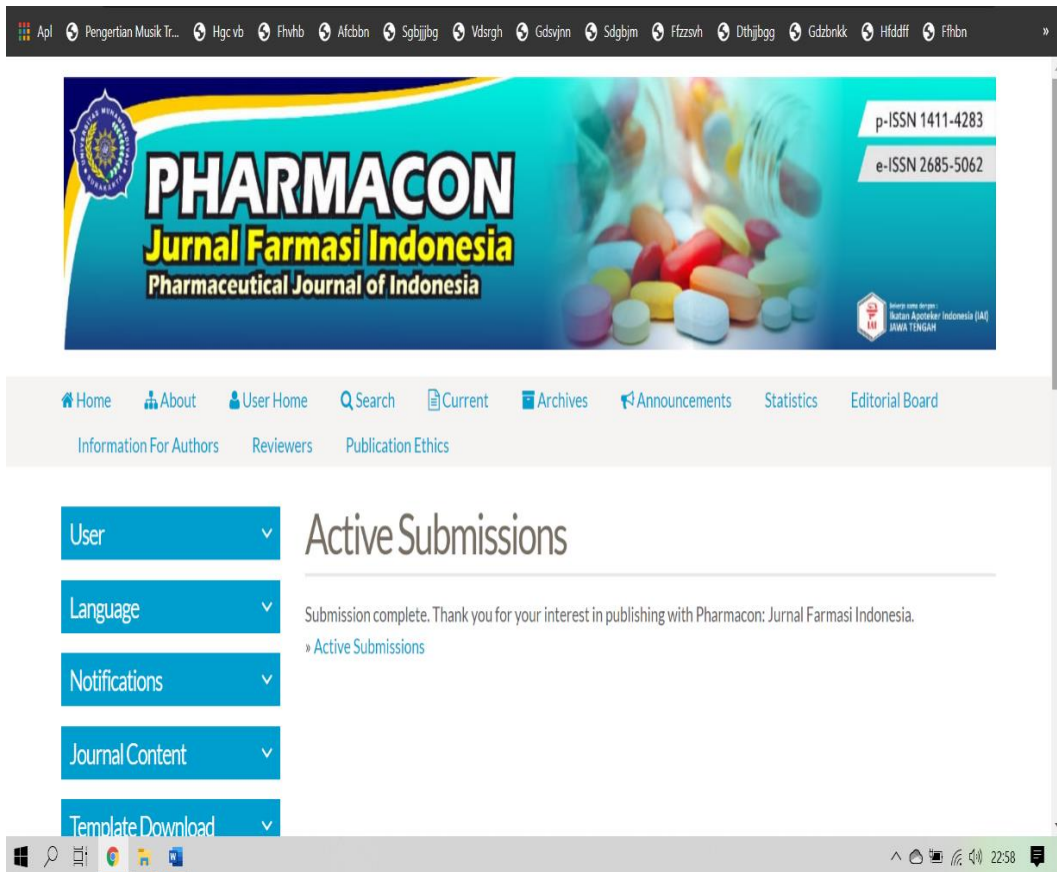 Apl Pengertian Musik Tr... Hgc vb Fhvhb Afcbbn Sgbjjjbg Vdsrgh Gdsvjnn Sdgbjm Ffzzsvh Dthjjbgg Gdzbnkk Hfddff Ffhbn »
p-ISSN 1411-4283
e-ISSN 2685-5062
PHARMACON
Jurnal Farmasi Indonesia
Pharmaceutical Journal of Indonesia
Ikatan Apoteker Indonesia (IAI)
JAWA TENGAH
Home About User Home Search Current Archives Announcements Statistics Editorial Board
Information For Authors Reviewers Publication Ethics
User
Active Submissions
Language
Submission complete. Thank you for your interest in publishing with Pharmacon: Jurnal Farmasi Indonesia.
» Active Submissions
Notifications
Journal Content
Template Download
22:58